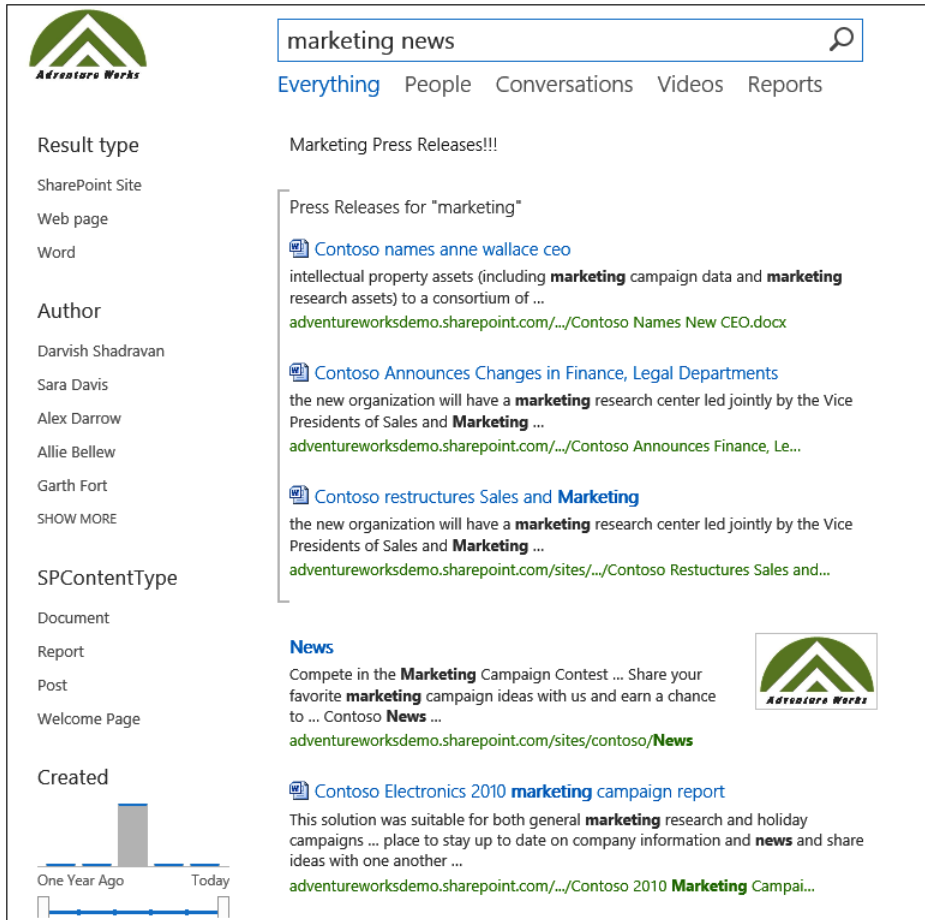 Adventure Works
marketing news
Everything People Conversations Videos Reports
Result type
SharePoint Site
Web page
Word
Author
Darvish Shadravan
Sara Davis
Alex Darrow
Allie Bellew
Garth Fort
SHOW MORE
SPContentType
Document
Report
Post
Welcome Page
Created
One Year Ago Today
Marketing Press Releases!!!
Press Releases for "marketing"
Contoso names anne wallace ceo
intellectual property assets (including marketing campaign data and marketing
research assets) to a consortium of ...
adventureworksdemo.sharepoint.com/.../Contoso Names New CEO.docx
Contoso Announces Changes in Finance, Legal Departments
the new organization will have a marketing research center led jointly by the Vice
Presidents of Sales and Marketing ...
adventureworksdemo.sharepoint.com/.../Contoso Announces Finance, Le...
Contoso restructures Sales and Marketing
the new organization will have a marketing research center led jointly by the Vice
Presidents of Sales and Marketing ...
adventureworksdemo.sharepoint.com/sites/.../Contoso Restuctures Sales and...
News
Compete in the Marketing Campaign Contest ... Share your
favorite marketing campaign ideas with us and earn a chance
to ... Contoso News ...
adventureworksdemo.sharepoint.com/sites/contoso/News
Adventure Works
Contoso Electronics 2010 marketing campaign report
This solution was suitable for both general marketing research and holiday
campaigns ... place to stay up to date on company information and news and share
ideas with one another ...
adventureworksdemo.sharepoint.com/.../Contoso 2010 Marketing Campai...